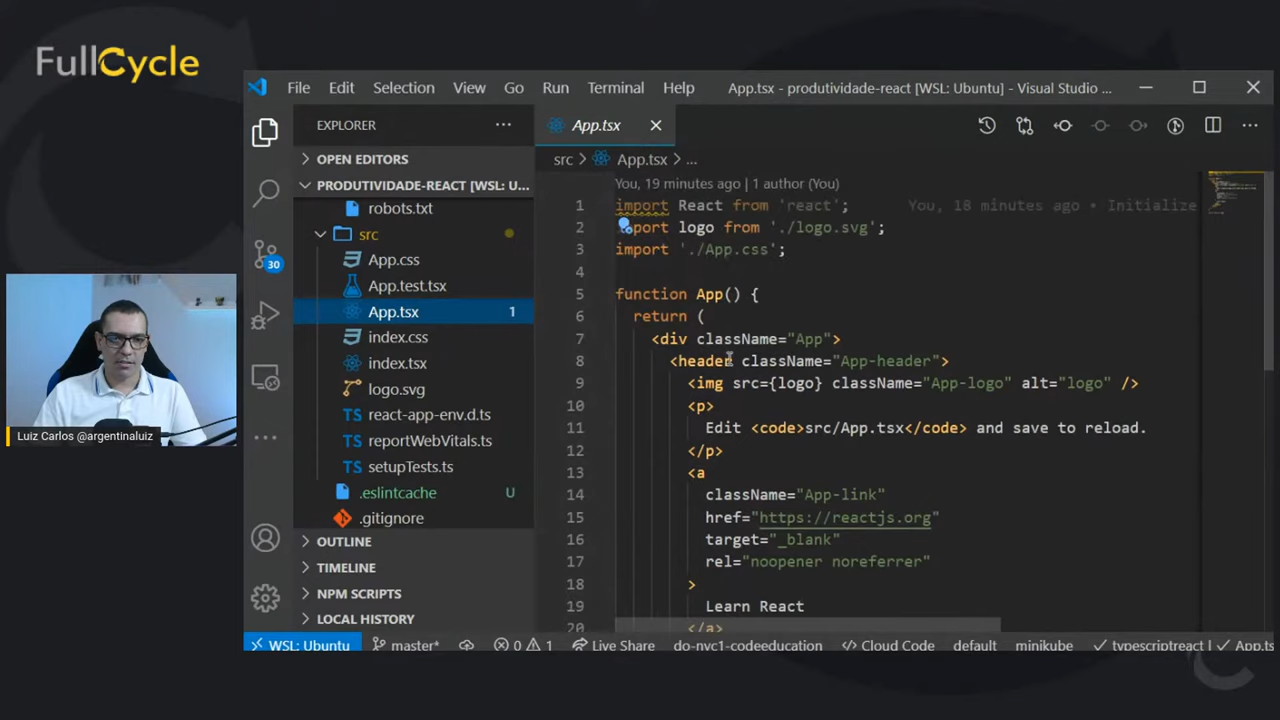 FullCycle
File Edit Selection View Go Run Terminal Help App.tsx - produtividade-react [WSL: Ubuntu] - Visual Studio ...
EXPLORER ...
App.tsx
OPEN EDITORS
src > App.tsx > ...
PRODUTIVIDADE-REACT [WSL: U...
robots.txt
src
App.css
App.test.tsx
App.tsx 1
index.css
index.tsx
logo.svg
react-app-env.d.ts
reportWebVitals.ts
setupTests.ts
.eslintcache U
.gitignore
OUTLINE
TIMELINE
NPM SCRIPTS
LOCAL HISTORY
30
You, 19 minutes ago | 1 author (You)
1 import React from 'react'; You, 18 minutes ago • Initialize
2 import logo from './logo.svg';
3 import './App.css';
4
5 function App() {
6 return (
7 <div className="App">
8 <header className="App-header">
9 <img src={logo} className="App-logo" alt="logo" />
10 <p>
11 Edit <code>src/App.tsx</code> and save to reload.
12 </p>
13 <a
14 className="App-link"
15 href="https://reactjs.org"
16 target="_blank"
17 rel="noopener noreferrer"
18 >
19 Learn React
20 </a>
Luiz Carlos @argentinaluiz
WSL: Ubuntu master* 0 1 Live Share do-nyc1-codeeducation Cloud Code default minikube typescriptreact App.ts